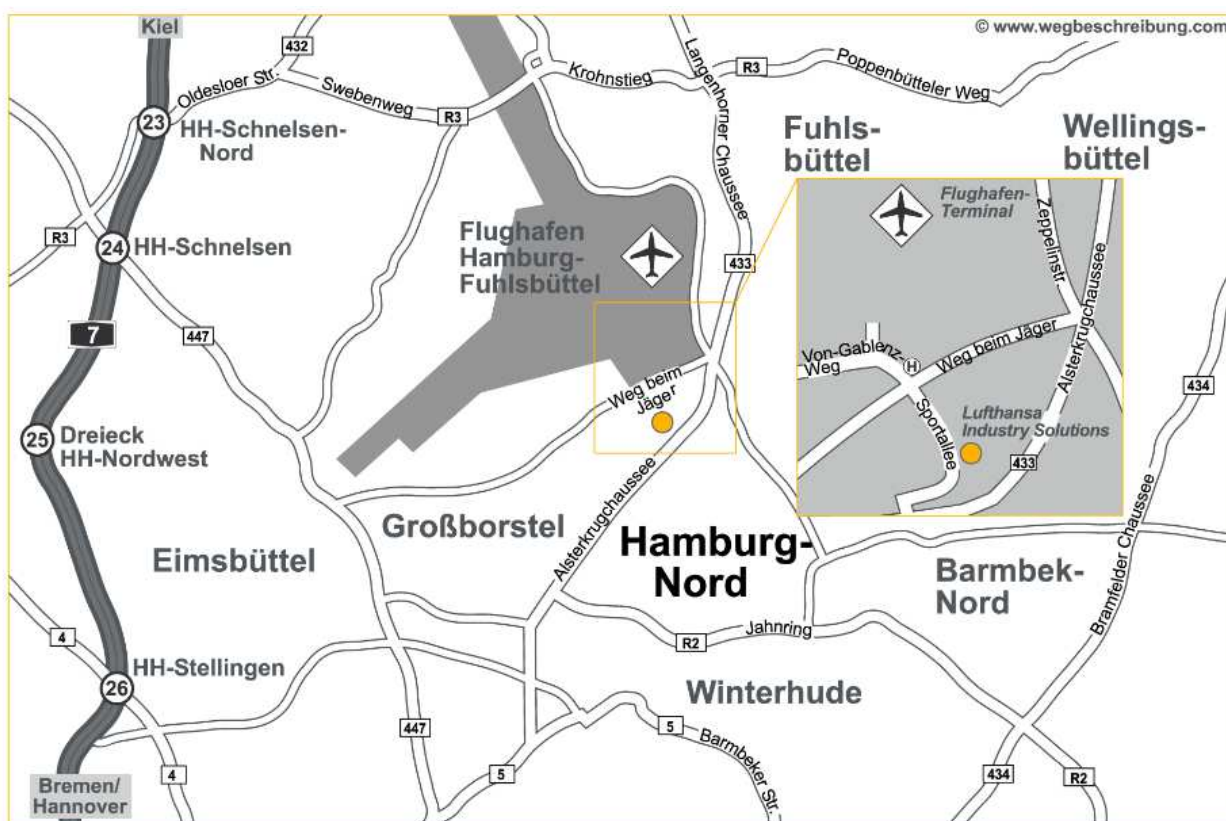 Kiel
© www.wegbeschreibung.com
432
Oldesloer Str.
Swebenweg
R3
Krohnstieg
Langenhorner Chaussee
R3
Poppenbütteler Weg
23
HH-Schnelsen-
Nord
Fuhls-
büttel
Wellings-
büttel
R3
24
HH-Schnelsen
Flughafen
Hamburg-
Fuhlsbüttel
433
7
447
Flughafen-
Terminal
Zeppelinstr
Alsterkrugchaussee
Weg beim Jäger
Von-Gablenz-
Weg
H
Sportallee
Lufthansa
Industry Solutions
433
434
Weg beim
Jäger
25
Dreieck
HH-Nordwest
Großborstel
Alsterkrugchaussee
Hamburg-
Nord
Eimsbüttel
Barmbek-
Nord
Bramfelder Chaussee
4
R2
Jahnring
26
HH-Stellingen
Winterhude
447
5
Barmbeker Str.
4
5
434
R2
Bremen/
Hannover